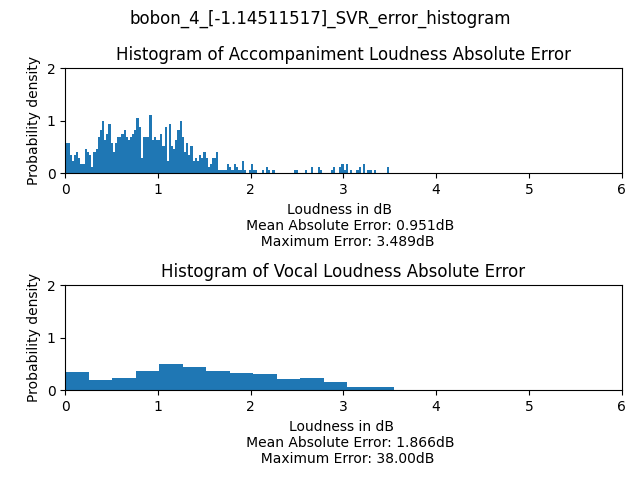 bobon_4_[-1.14511517]_SVR_error_histogram
Histogram of Accompaniment Loudness Absolute Error
Probability density
2
1
0
0 1 2 3 4 5 6
Loudness in dB
Mean Absolute Error: 0.951dB
Maximum Error: 3.489dB
Histogram of Vocal Loudness Absolute Error
Probability density
2
1
0
0 1 2 3 4 5 6
Loudness in dB
Mean Absolute Error: 1.866dB
Maximum Error: 38.00dB